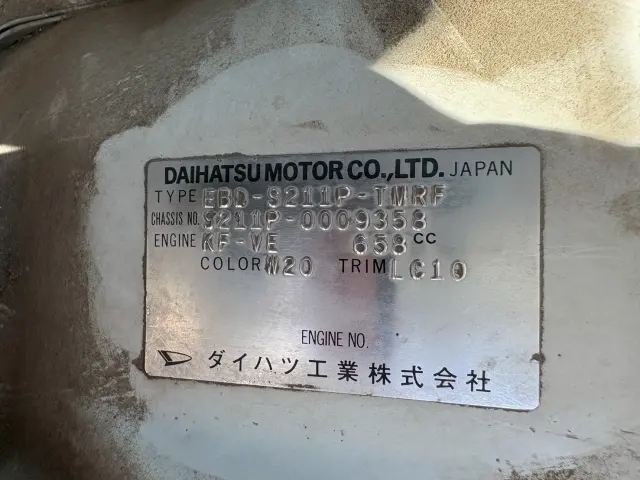 DAIHATSU MOTOR CO.,LTD. JAPAN
TYPE EBD-S211P-TMRF
CHASSIS NO. S211P-0009358
ENGINE KF-VE 658 CC
COLOR W20 TRIM LC10
ENGINE NO.
ダイハツ工業株式会社